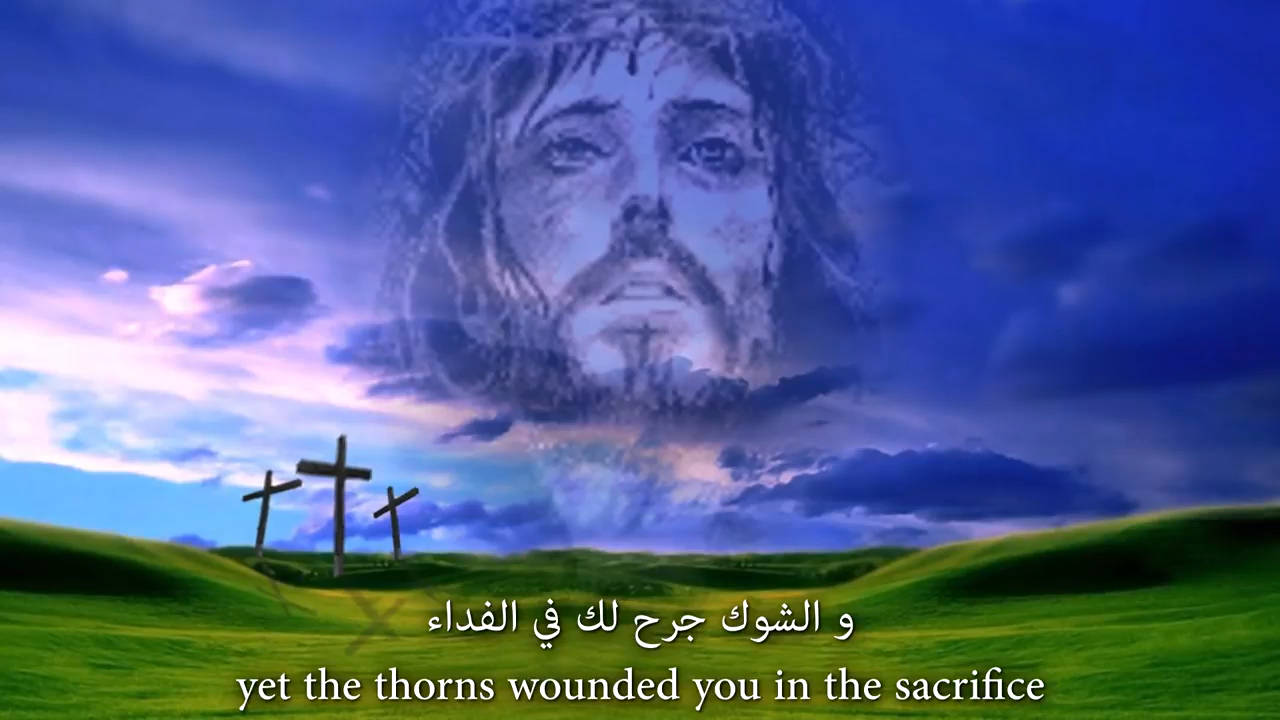 و الشوك جرح لك في الفداء
yet the thorns wounded you in the sacrifice